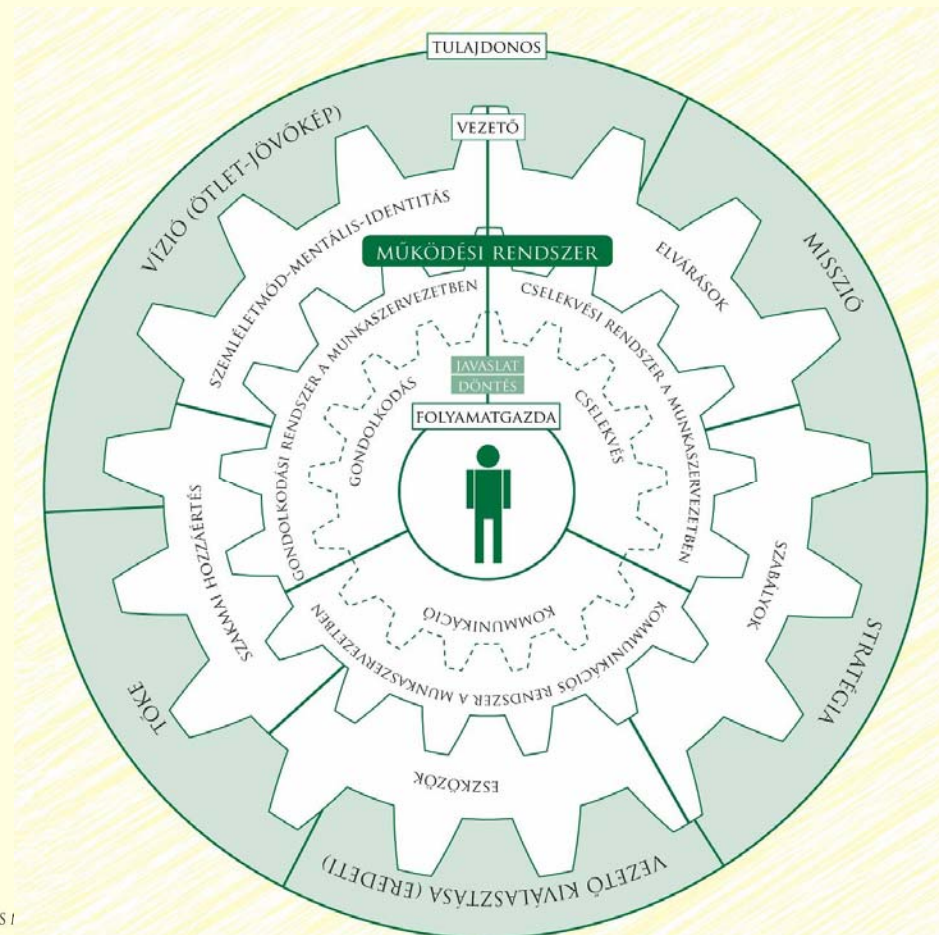 TULAJDONOS
VÍZIÓ (ÖTLET-JÖVŐKÉP)
MISSZIÓ
STRATÉGIA
VEZETŐ KIVÁLASZTÁSA (EREDETI)
TŐKE
VEZETŐ
SZEMLÉLETMÓD-MENTÁLIS-IDENTITÁS
ELVÁRÁSOK
SZABÁLYOK
ESZKÖZÖK
SZAKMAI HOZZÁÉRTÉS
MŰKÖDÉSI RENDSZER
GONDOLKODÁSI RENDSZER A MUNKASZERVEZETBEN
CSELEKVÉSI RENDSZER A MUNKASZERVEZETBEN
KOMMUNIKÁCIÓS RENDSZER A MUNKASZERVEZETBEN
JAVASLAT
DÖNTÉS
GONDOLKODÁS
CSELEKVÉS
KOMMUNIKÁCIÓ
FOLYAMATGAZDA